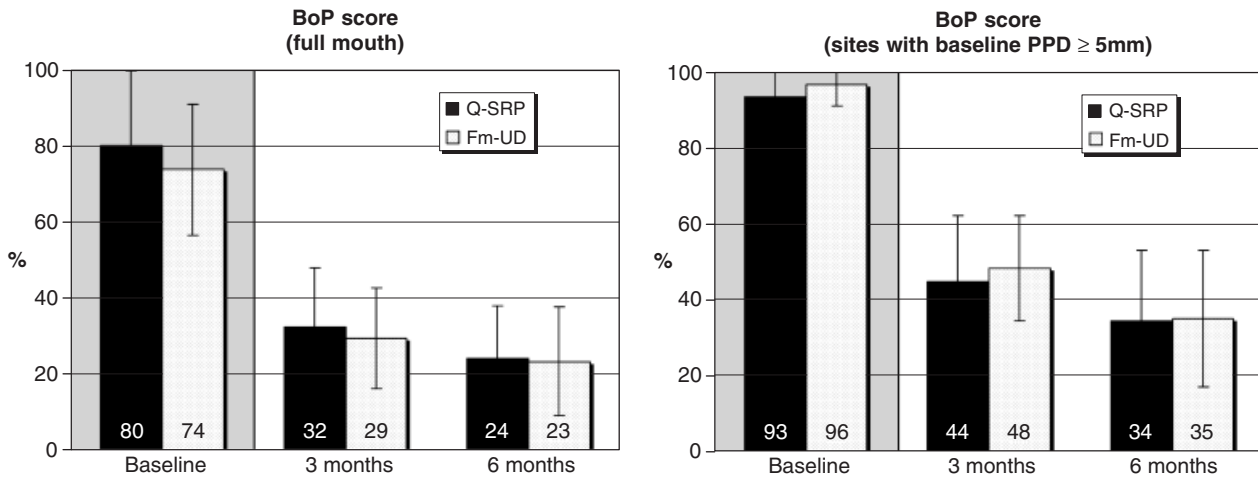 BoP score
(full mouth)
100
80
60
%
40
20
0
Q-SRP
Fm-UD
80
74
32
29
24
23
Baseline
3 months
6 months
BoP score
(sites with baseline PPD ≥ 5mm)
100
80
60
%
40
20
0
Q-SRP
Fm-UD
93
96
44
48
34
35
Baseline
3 months
6 months